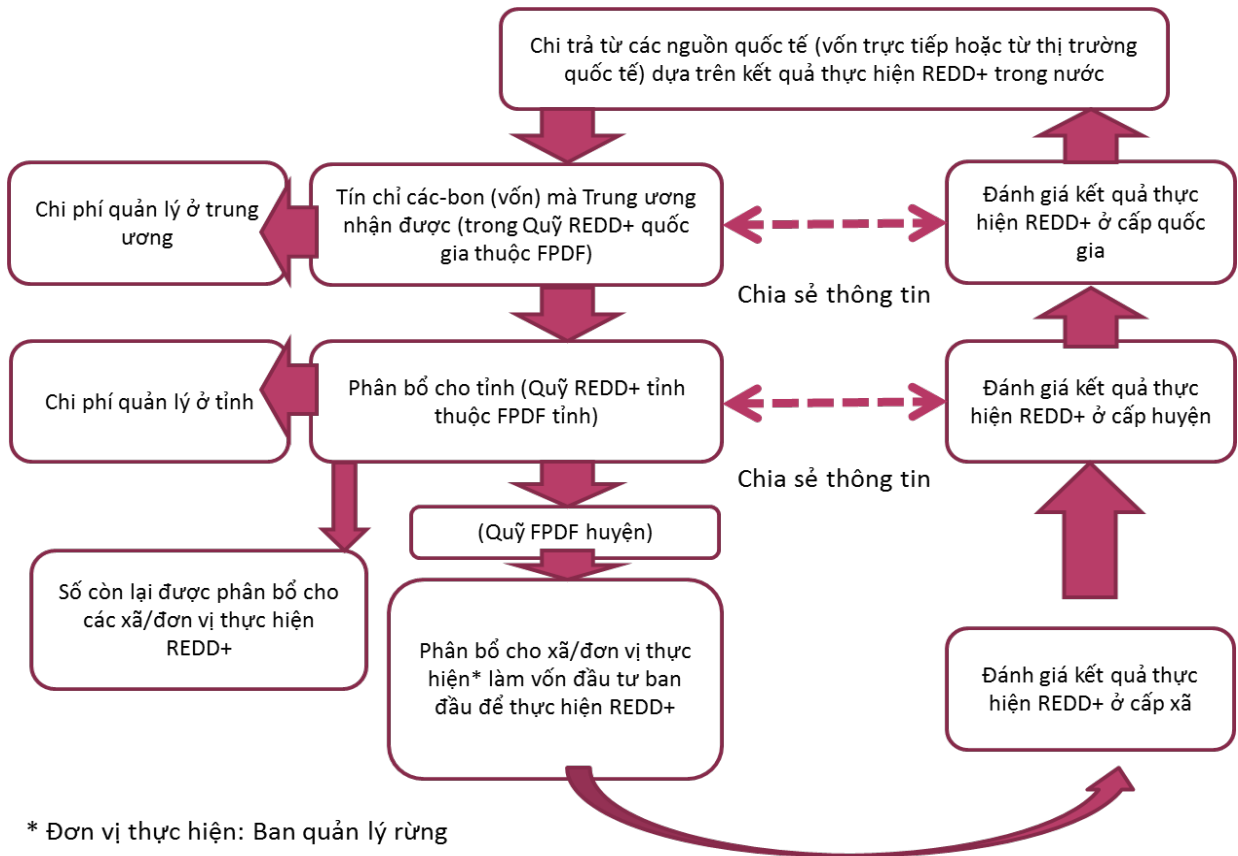 Chi trả từ các nguồn quốc tế (vốn trực tiếp hoặc từ thị trường
quốc tế) dựa trên kết quả thực hiện REDD+ trong nước
Chi phí quản lý ở trung
ương
Tín chỉ các-bon (vốn) mà Trung ương
nhận được (trong Quỹ REDD+ quốc
gia thuộc FPDF)
Đánh giá kết quả thực
hiện REDD+ ở cấp quốc
gia
Chia sẻ thông tin
Chi phí quản lý ở tỉnh
Phân bổ cho tỉnh (Quỹ REDD+ tỉnh
thuộc FPDF tỉnh)
Đánh giá kết quả thực
hiện REDD+ ở cấp huyện
Chia sẻ thông tin
(Quỹ FPDF huyện)
Số còn lại được phân bổ cho
các xã/đơn vị thực hiện
REDD+
Phân bổ cho xã/đơn vị thực
hiện* làm vốn đầu tư ban
đầu để thực hiện REDD+
Đánh giá kết quả thực
hiện REDD+ ở cấp xã
* Đơn vị thực hiện: Ban quản lý rừng